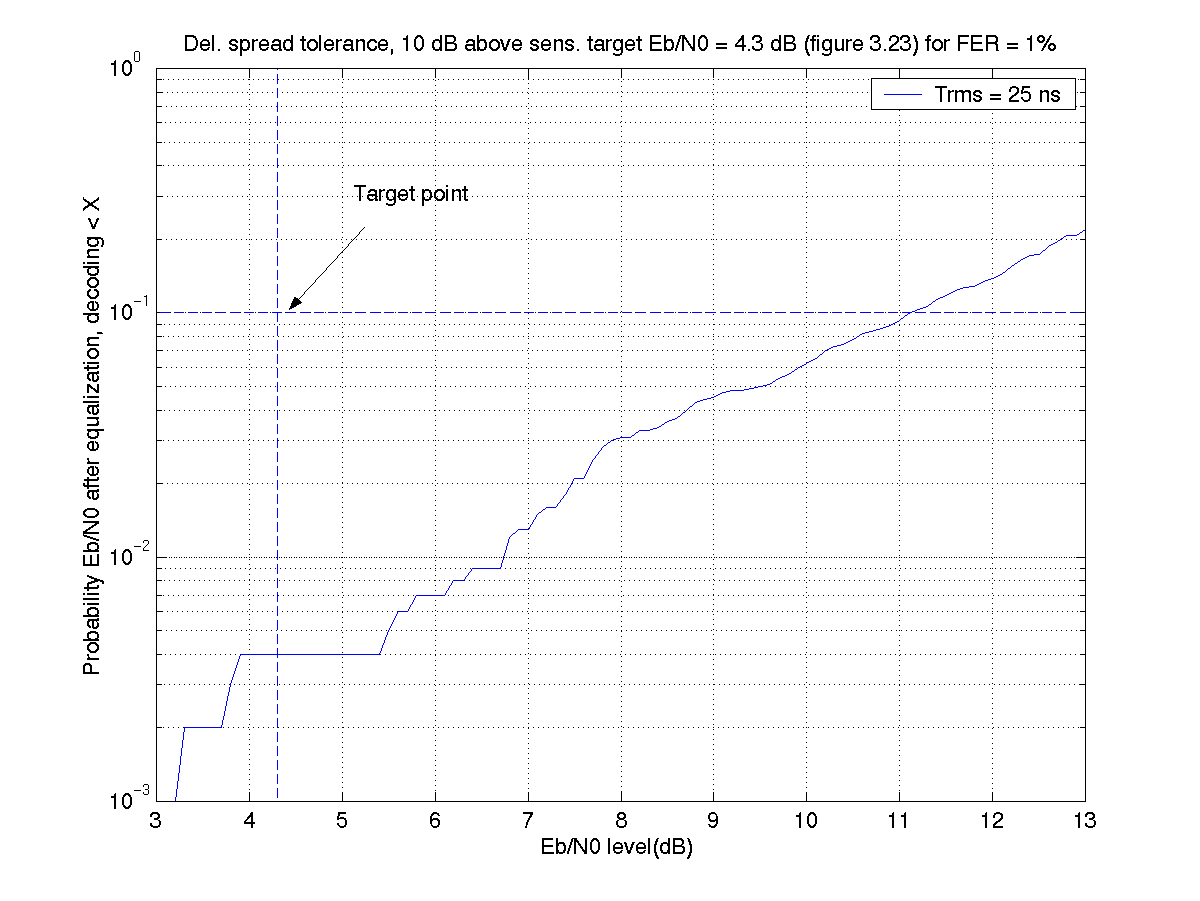 Del. spread tolerance, 10 dB above sens. target Eb/N0 = 4.3 dB (figure 3.23) for FER = 1%
10^0
Trms = 25 ns
Target point
10^-1
10^-2
10^-3
Probability Eb/N0 after equalization, decoding < X
3 4 5 6 7 8 9 10 11 12 13
Eb/N0 level(dB)